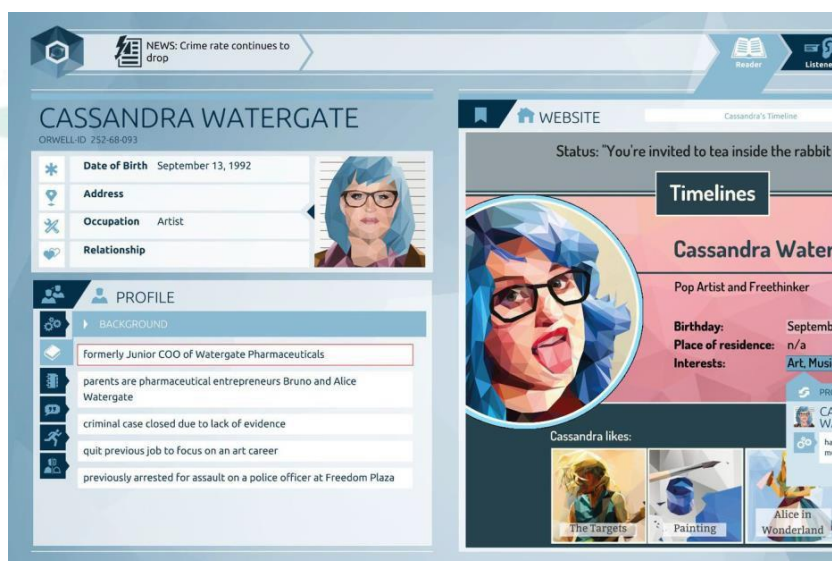 NEWS: Crime rate continues to
drop
Reader
CASSANDRA WATERGATE
ORWELL-ID 252-68-093
Date of Birth September 13, 1992
Address
Occupation Artist
Relationship
PROFILE
BACKGROUND
formerly Junior COO of Watergate Pharmaceuticals
parents are pharmaceutical entrepreneurs Bruno and Alice
Watergate
criminal case closed due to lack of evidence
quit previous job to focus on an art career
previously arrested for assault on a police officer at Freedom Plaza
WEBSITE
Cassandra's Timeline
Status: "You're invited to tea inside the rabbit
Timelines
Cassandra Water
Pop Artist and Freethinker
Birthday: Septemb
Place of residence: n/a
Interests: Art, Musi
Cassandra likes:
The Targets
Painting
Alice in
Wonderland